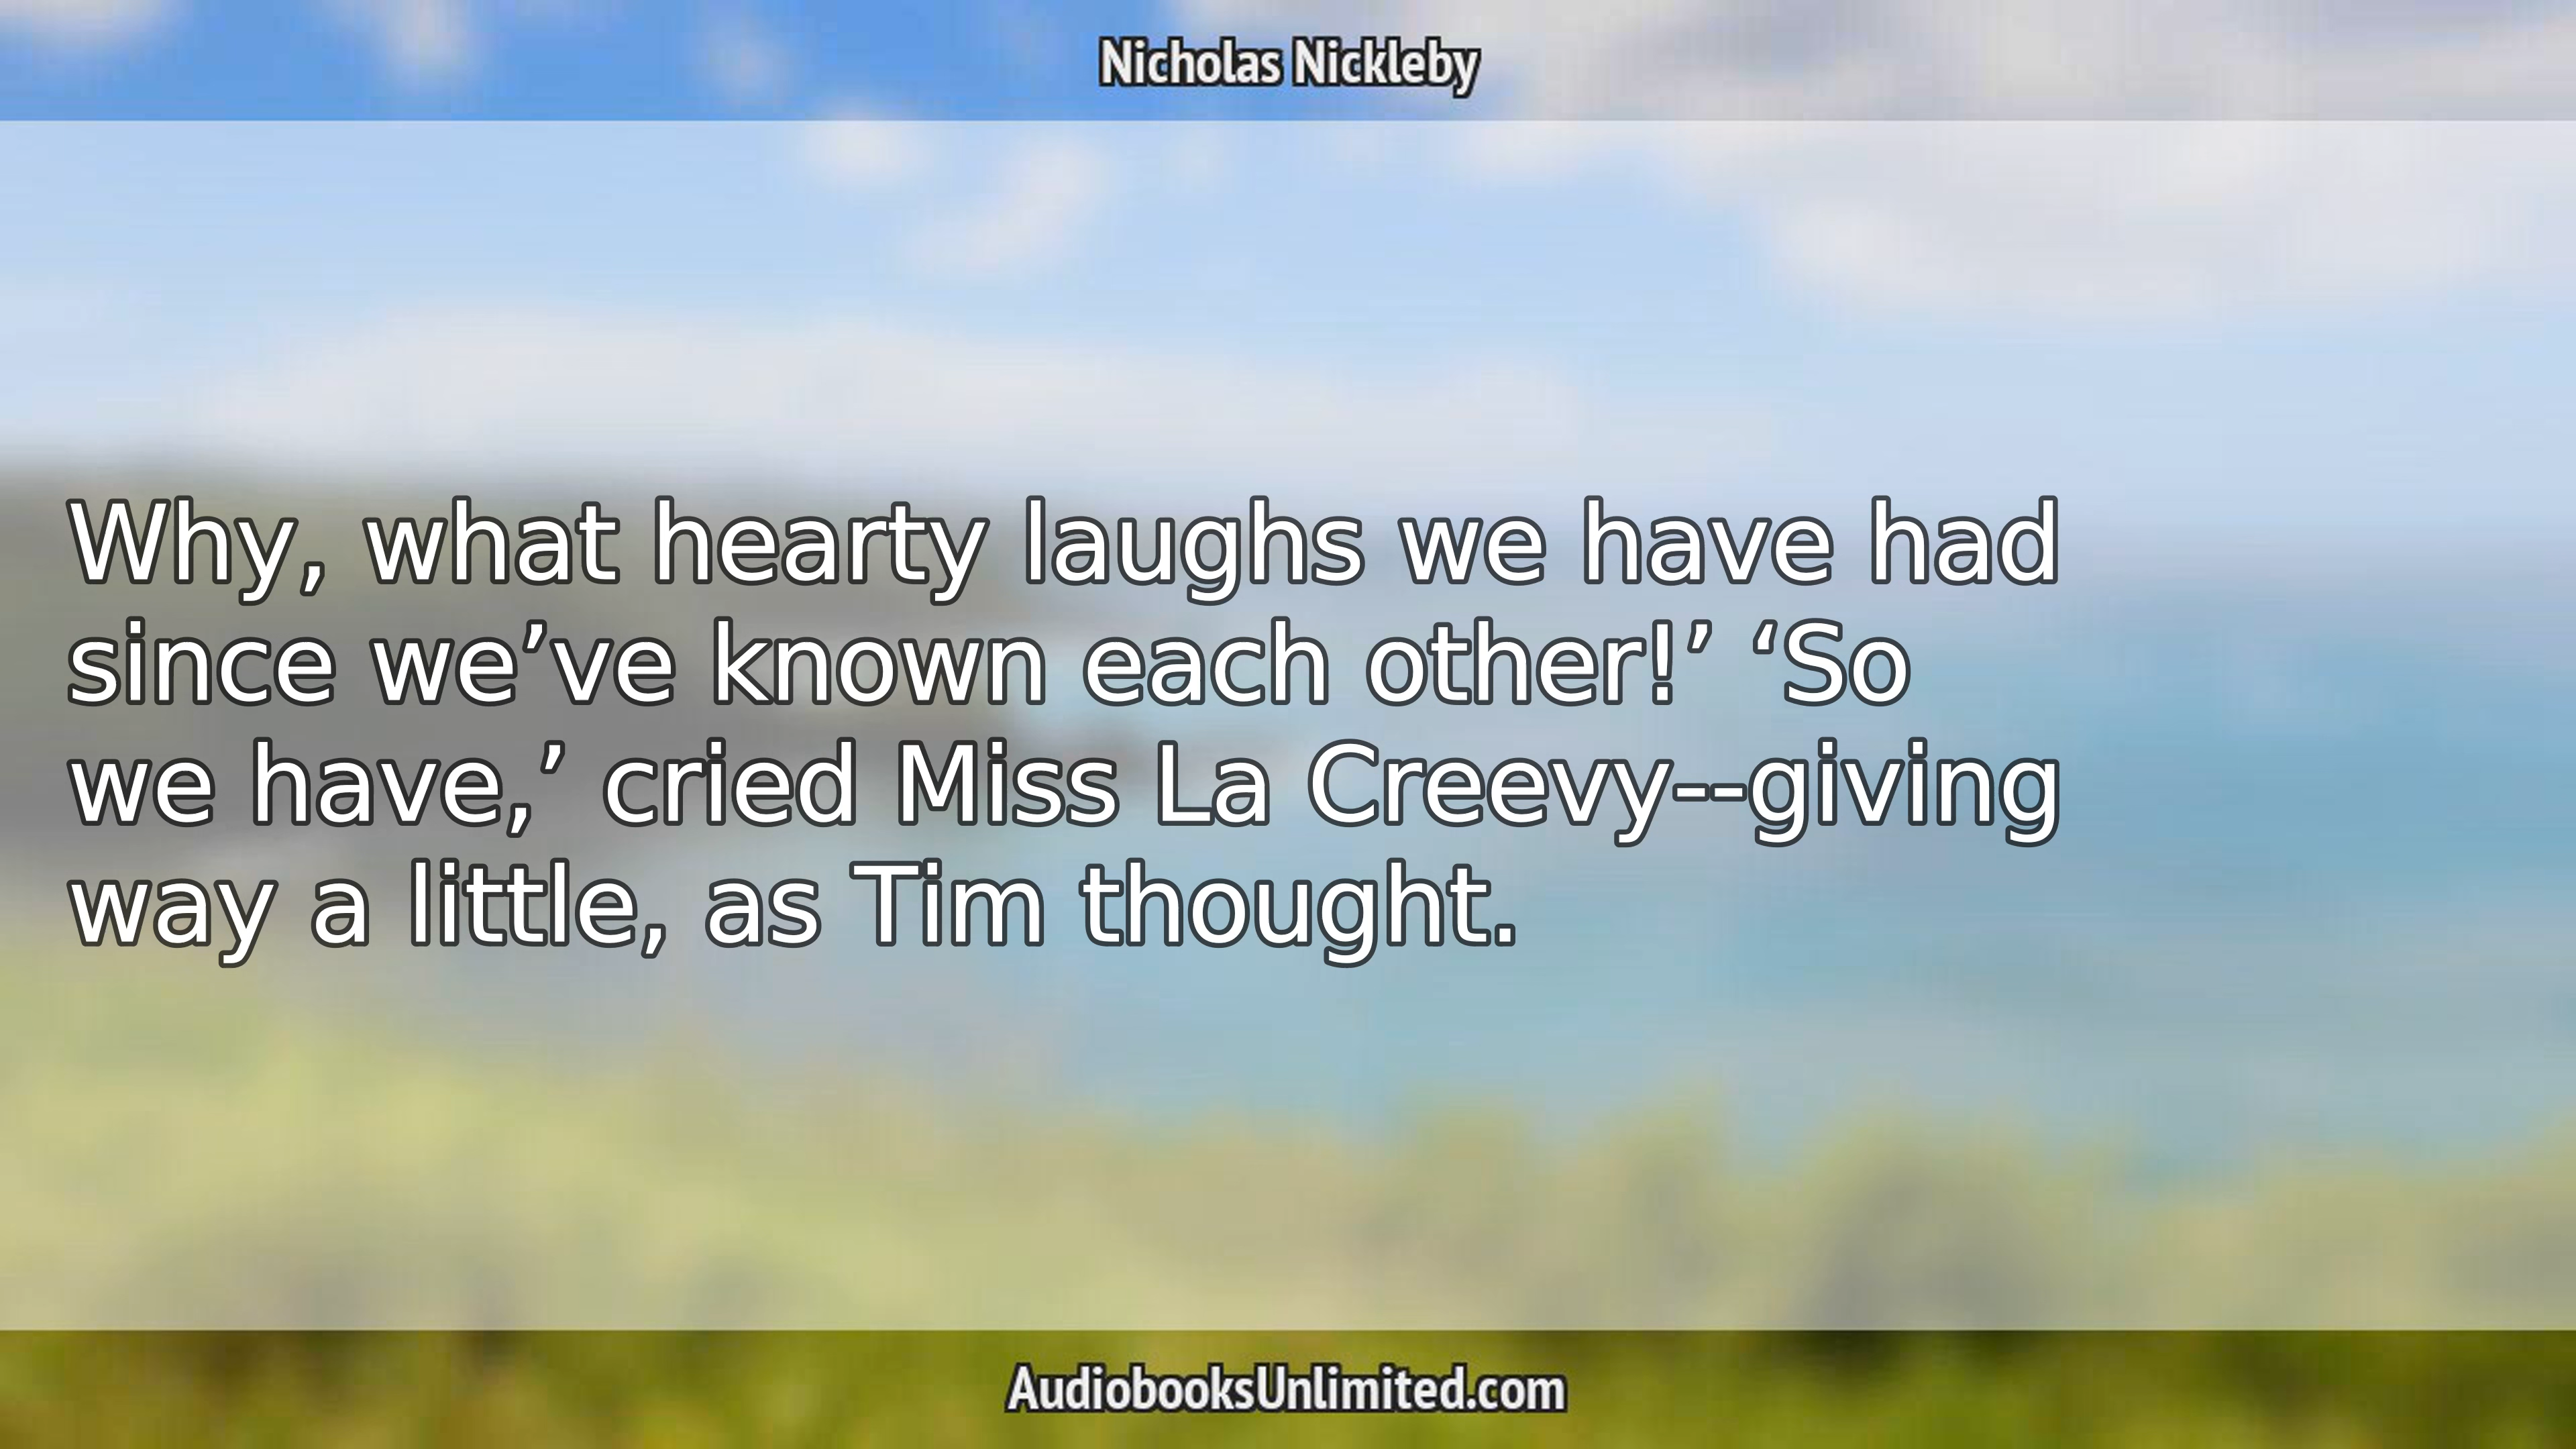 Nicholas Nickleby
Why, what hearty laughs we have had
since we’ve known each other!’ ‘So
we have,’ cried Miss La Creevy--giving
way a little, as Tim thought.
AudiobooksUnlimited.com